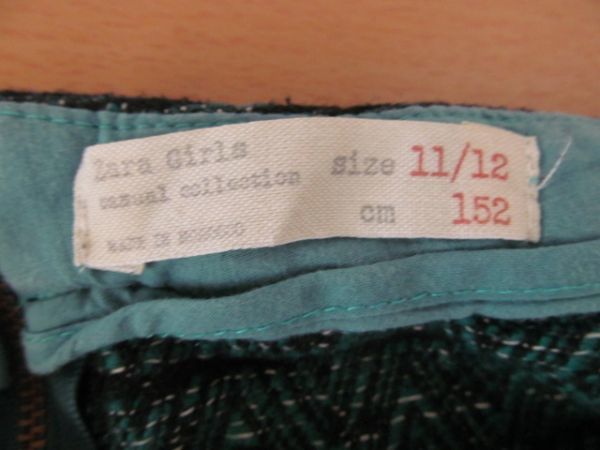 Zara Girls
casual collection
MADE IN MOROCCO
size 11/12
cm 152